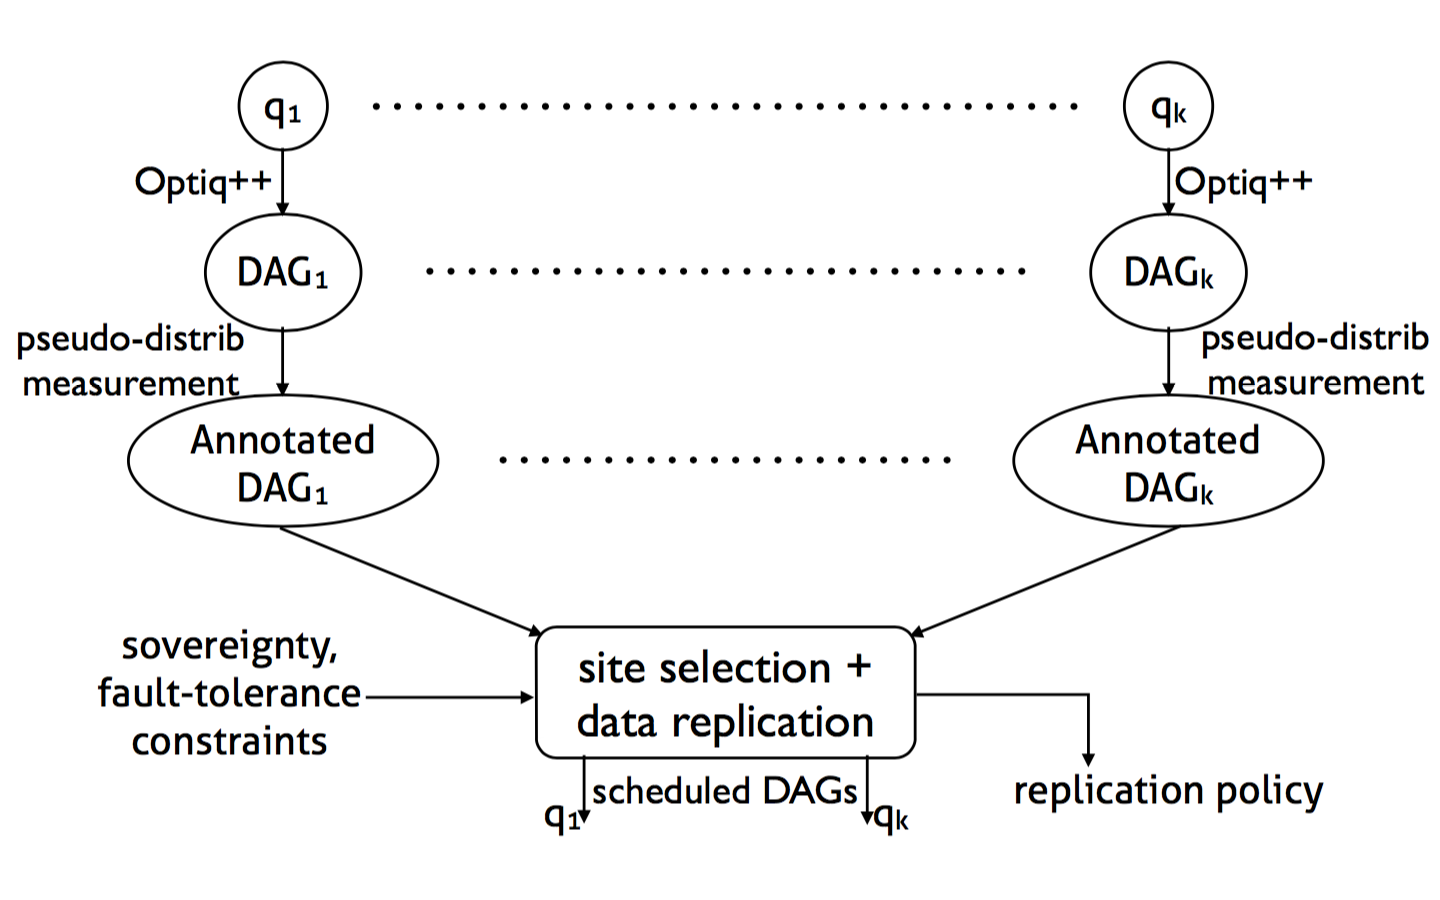 q1
qk
Optiq++
Optiq++
DAG1
DAGk
pseudo-distrib
measurement
pseudo-distrib
measurement
Annotated
DAG1
Annotated
DAGk
sovereignty,
fault-tolerance
constraints
site selection +
data replication
scheduled DAGs
q1
qk
replication policy